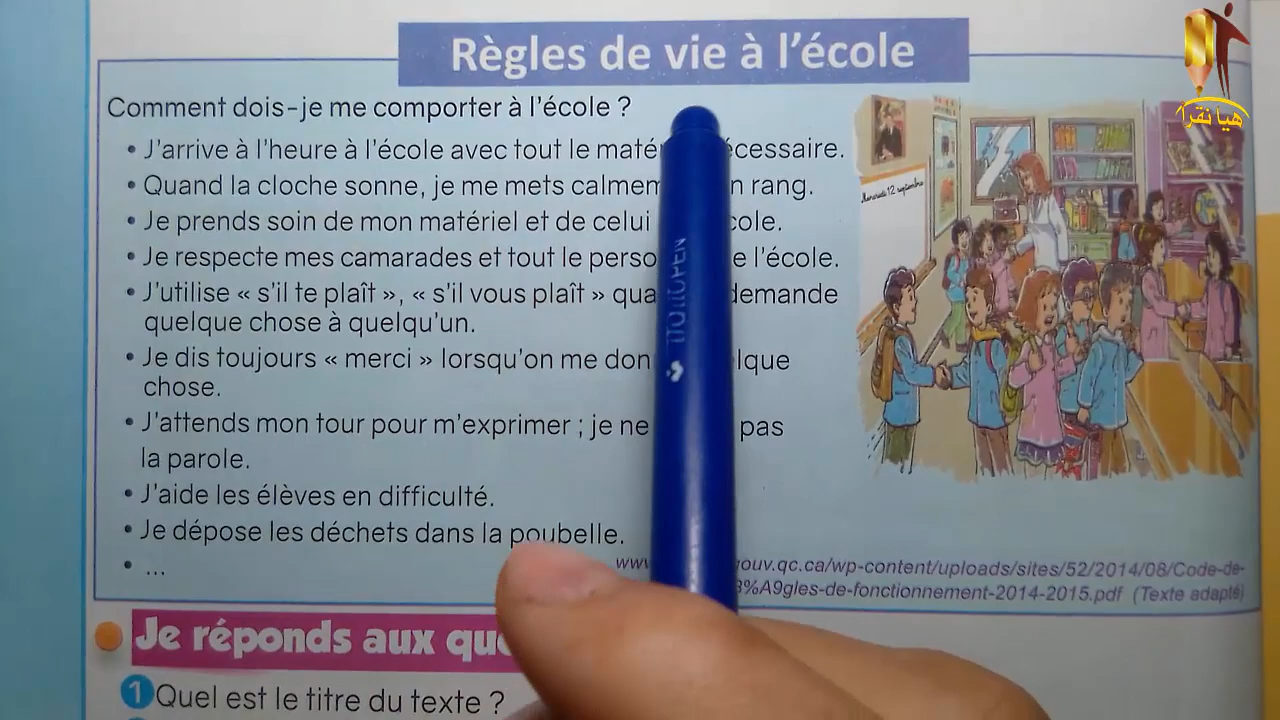 Règles de vie à l'école
هيا نقرأ
Comment dois-je me comporter à l'école ?
• J'arrive à l'heure à l'école avec tout le maté cessaire.
• Quand la cloche sonne, je me mets calmem n rang.
• Je prends soin de mon matériel et de celui cole.
• Je respecte mes camarades et tout le perso e l'école.
• J'utilise « s'il te plaît », « s'il vous plaît » qua demande
quelque chose à quelqu'un.
• Je dis toujours « merci » lorsqu'on me don lque
chose.
• J'attends mon tour pour m'exprimer ; je ne pas
la parole.
• J'aide les élèves en difficulté.
• Je dépose les déchets dans la poubelle.
• ...
Mercredi 12 septembre
www ouv.qc.ca/wp-content/uploads/sites/52/2014/08/Code-de-
%A9gles-de-fonctionnement-2014-2015.pdf (Texte adapté)
Je réponds aux que
1 Quel est le titre du texte ?